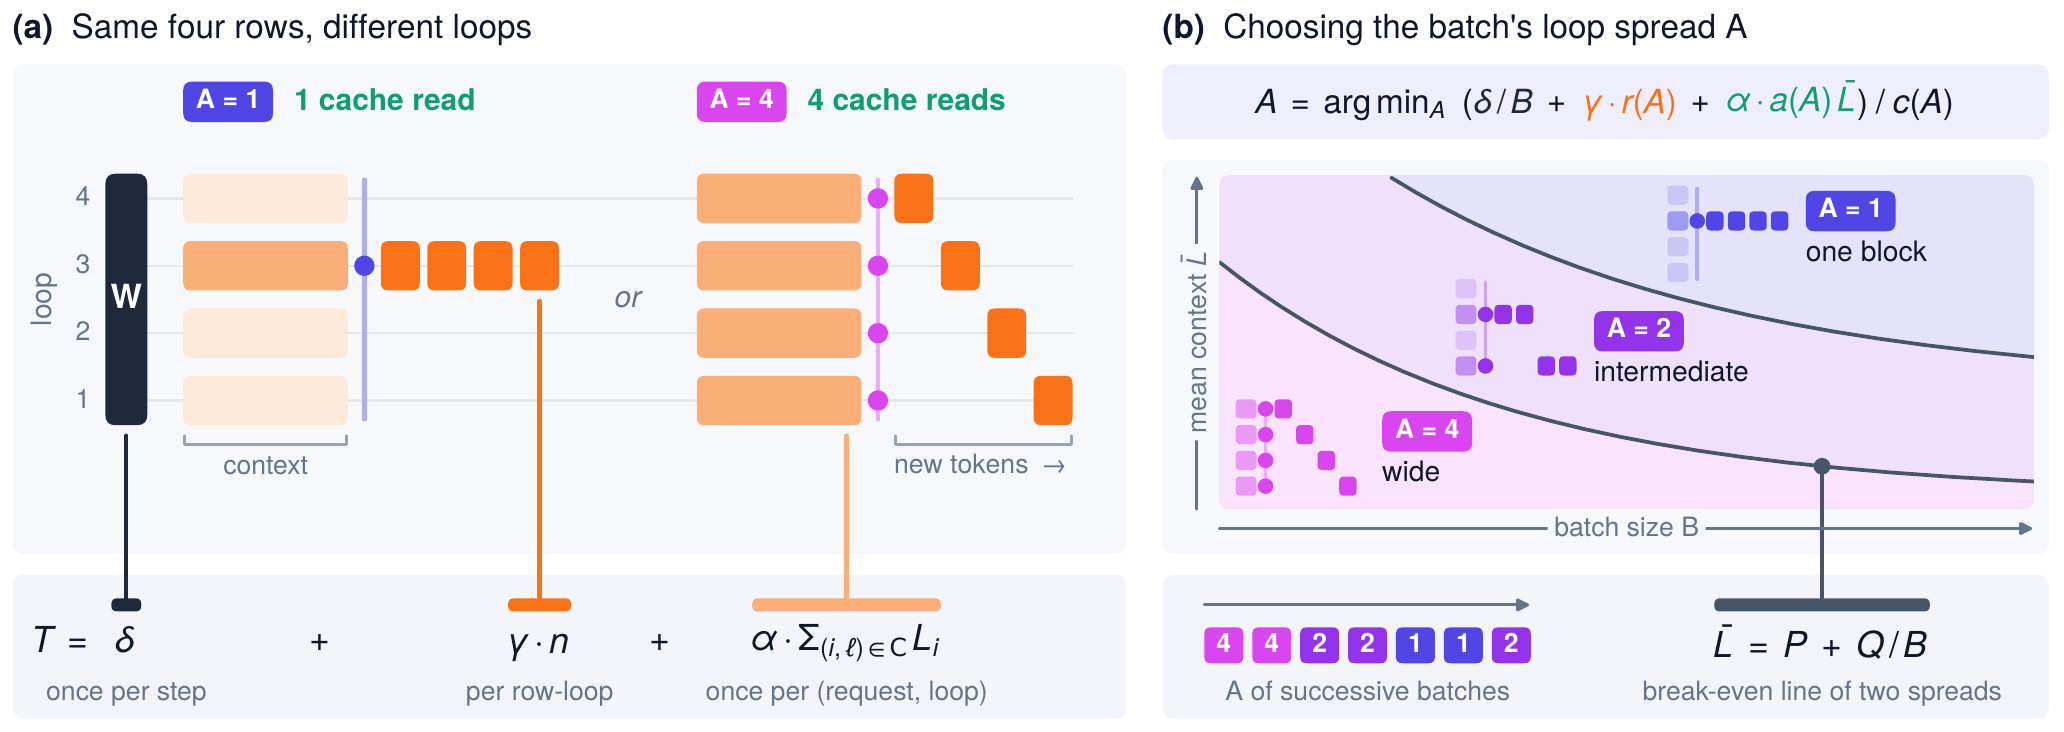 (a) Same four rows, different loops
A = 1 1 cache read
A = 4 4 cache reads
loop
4
3
2
1
W
or
context
new tokens →
T = δ + γ · n + α · Σ(i, ℓ) ∈ C Lᵢ
once per step
per row-loop
once per (request, loop)
(b) Choosing the batch's loop spread A
A = arg min_A (δ/B + γ · r(A) + α · a(A) L̄) / c(A)
mean context L̄
A = 1
one block
A = 2
intermediate
A = 4
wide
batch size B
4 4 2 2 1 1 2
A of successive batches
L̄ = P + Q/B
break-even line of two spreads